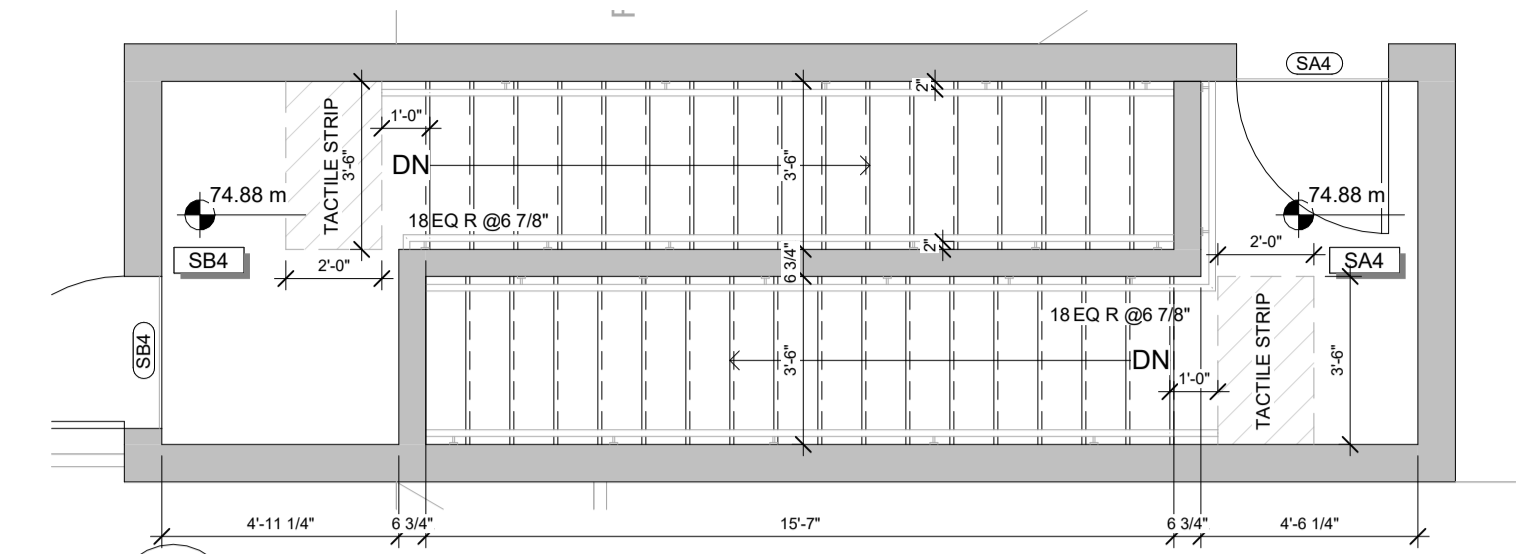 SA4
2"
1'-0"
TACTILE STRIP
3'-6"
DN
3'-6"
74.88 m
74.88 m
18 EQ R @6 7/8"
2"
2'-0"
SB4
2'-0"
SA4
6 3/4"
18 EQ R @6 7/8"
SB4
3'-6"
DN
1'-0"
TACTILE STRIP
3'-6"
4'-11 1/4"
6 3/4"
15'-7"
6 3/4"
4'-6 1/4"